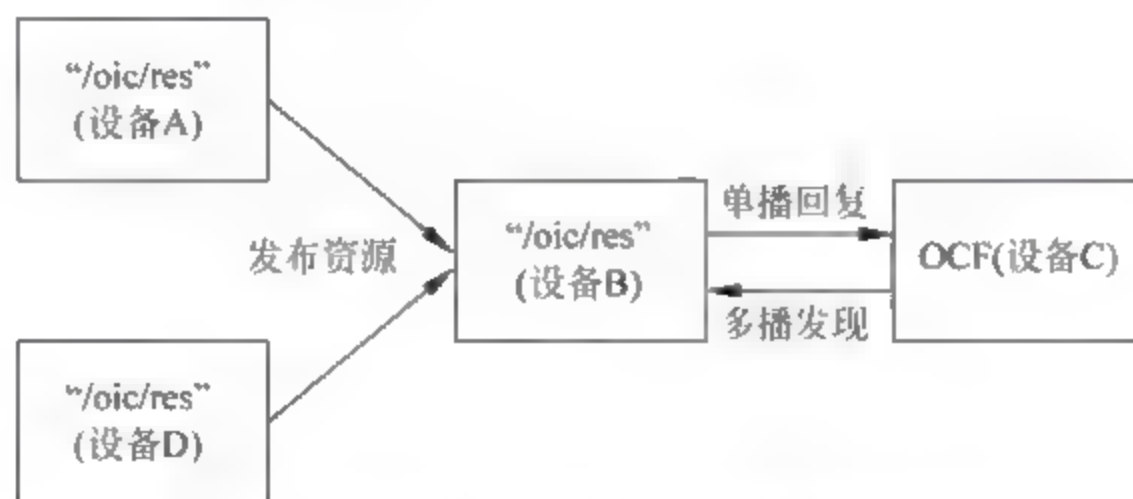 “/oic/res”
(设备A)
发布资源
“/oic/res”
(设备D)
“/oic/res”
(设备B)
单播回复
多播发现
OCF(设备C)